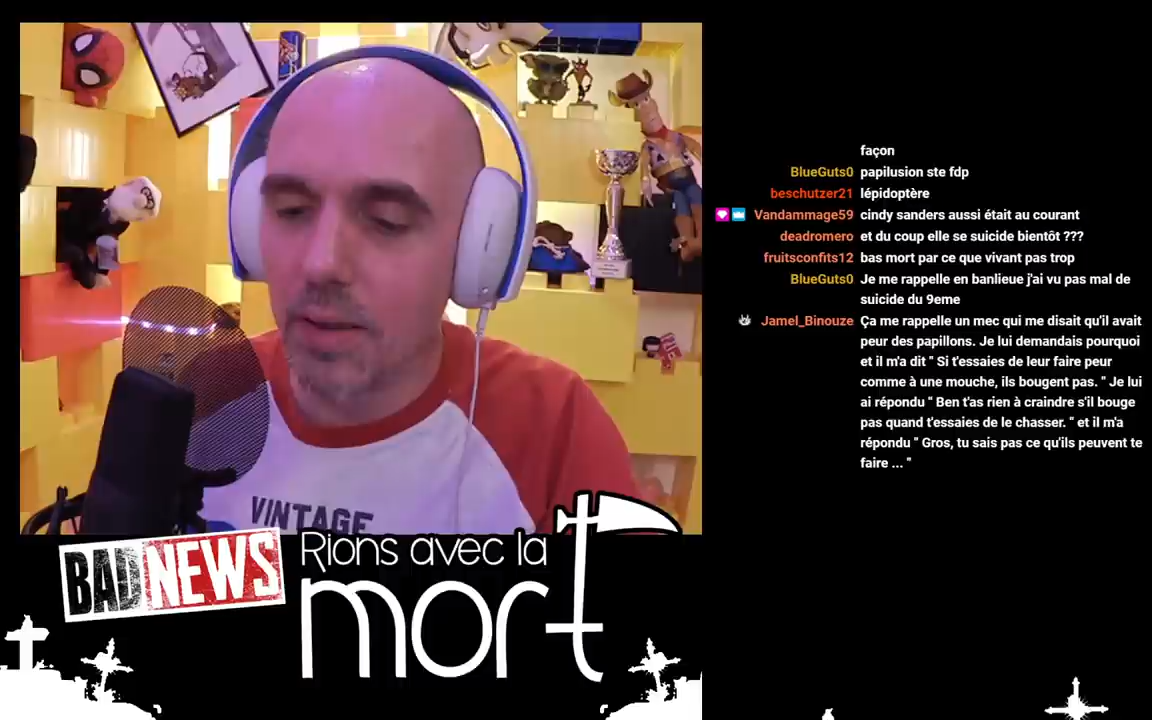 façon
BlueGuts0 papilusion ste fdp
beschutzer21 lépidoptère
Vandammage59 cindy sanders aussi était au courant
deadromero et du coup elle se suicide bientôt ???
fruitsconfits12 bas mort par ce que vivant pas trop
BlueGuts0 Je me rappelle en banlieue j'ai vu pas mal de
suicide du 9eme
Jamel_Binouze Ça me rappelle un mec qui me disait qu'il avait
peur des papillons. Je lui demandais pourquoi
et il m'a dit " Si t'essaies de leur faire peur
comme à une mouche, ils bougent pas. " Je lui
ai répondu " Ben t'as rien à craindre s'il bouge
pas quand t'essaies de le chasser. " et il m'a
répondu " Gros, tu sais pas ce qu'ils peuvent te
faire ... "
VINTAGE
BAD NEWS
Rions avec la
mort